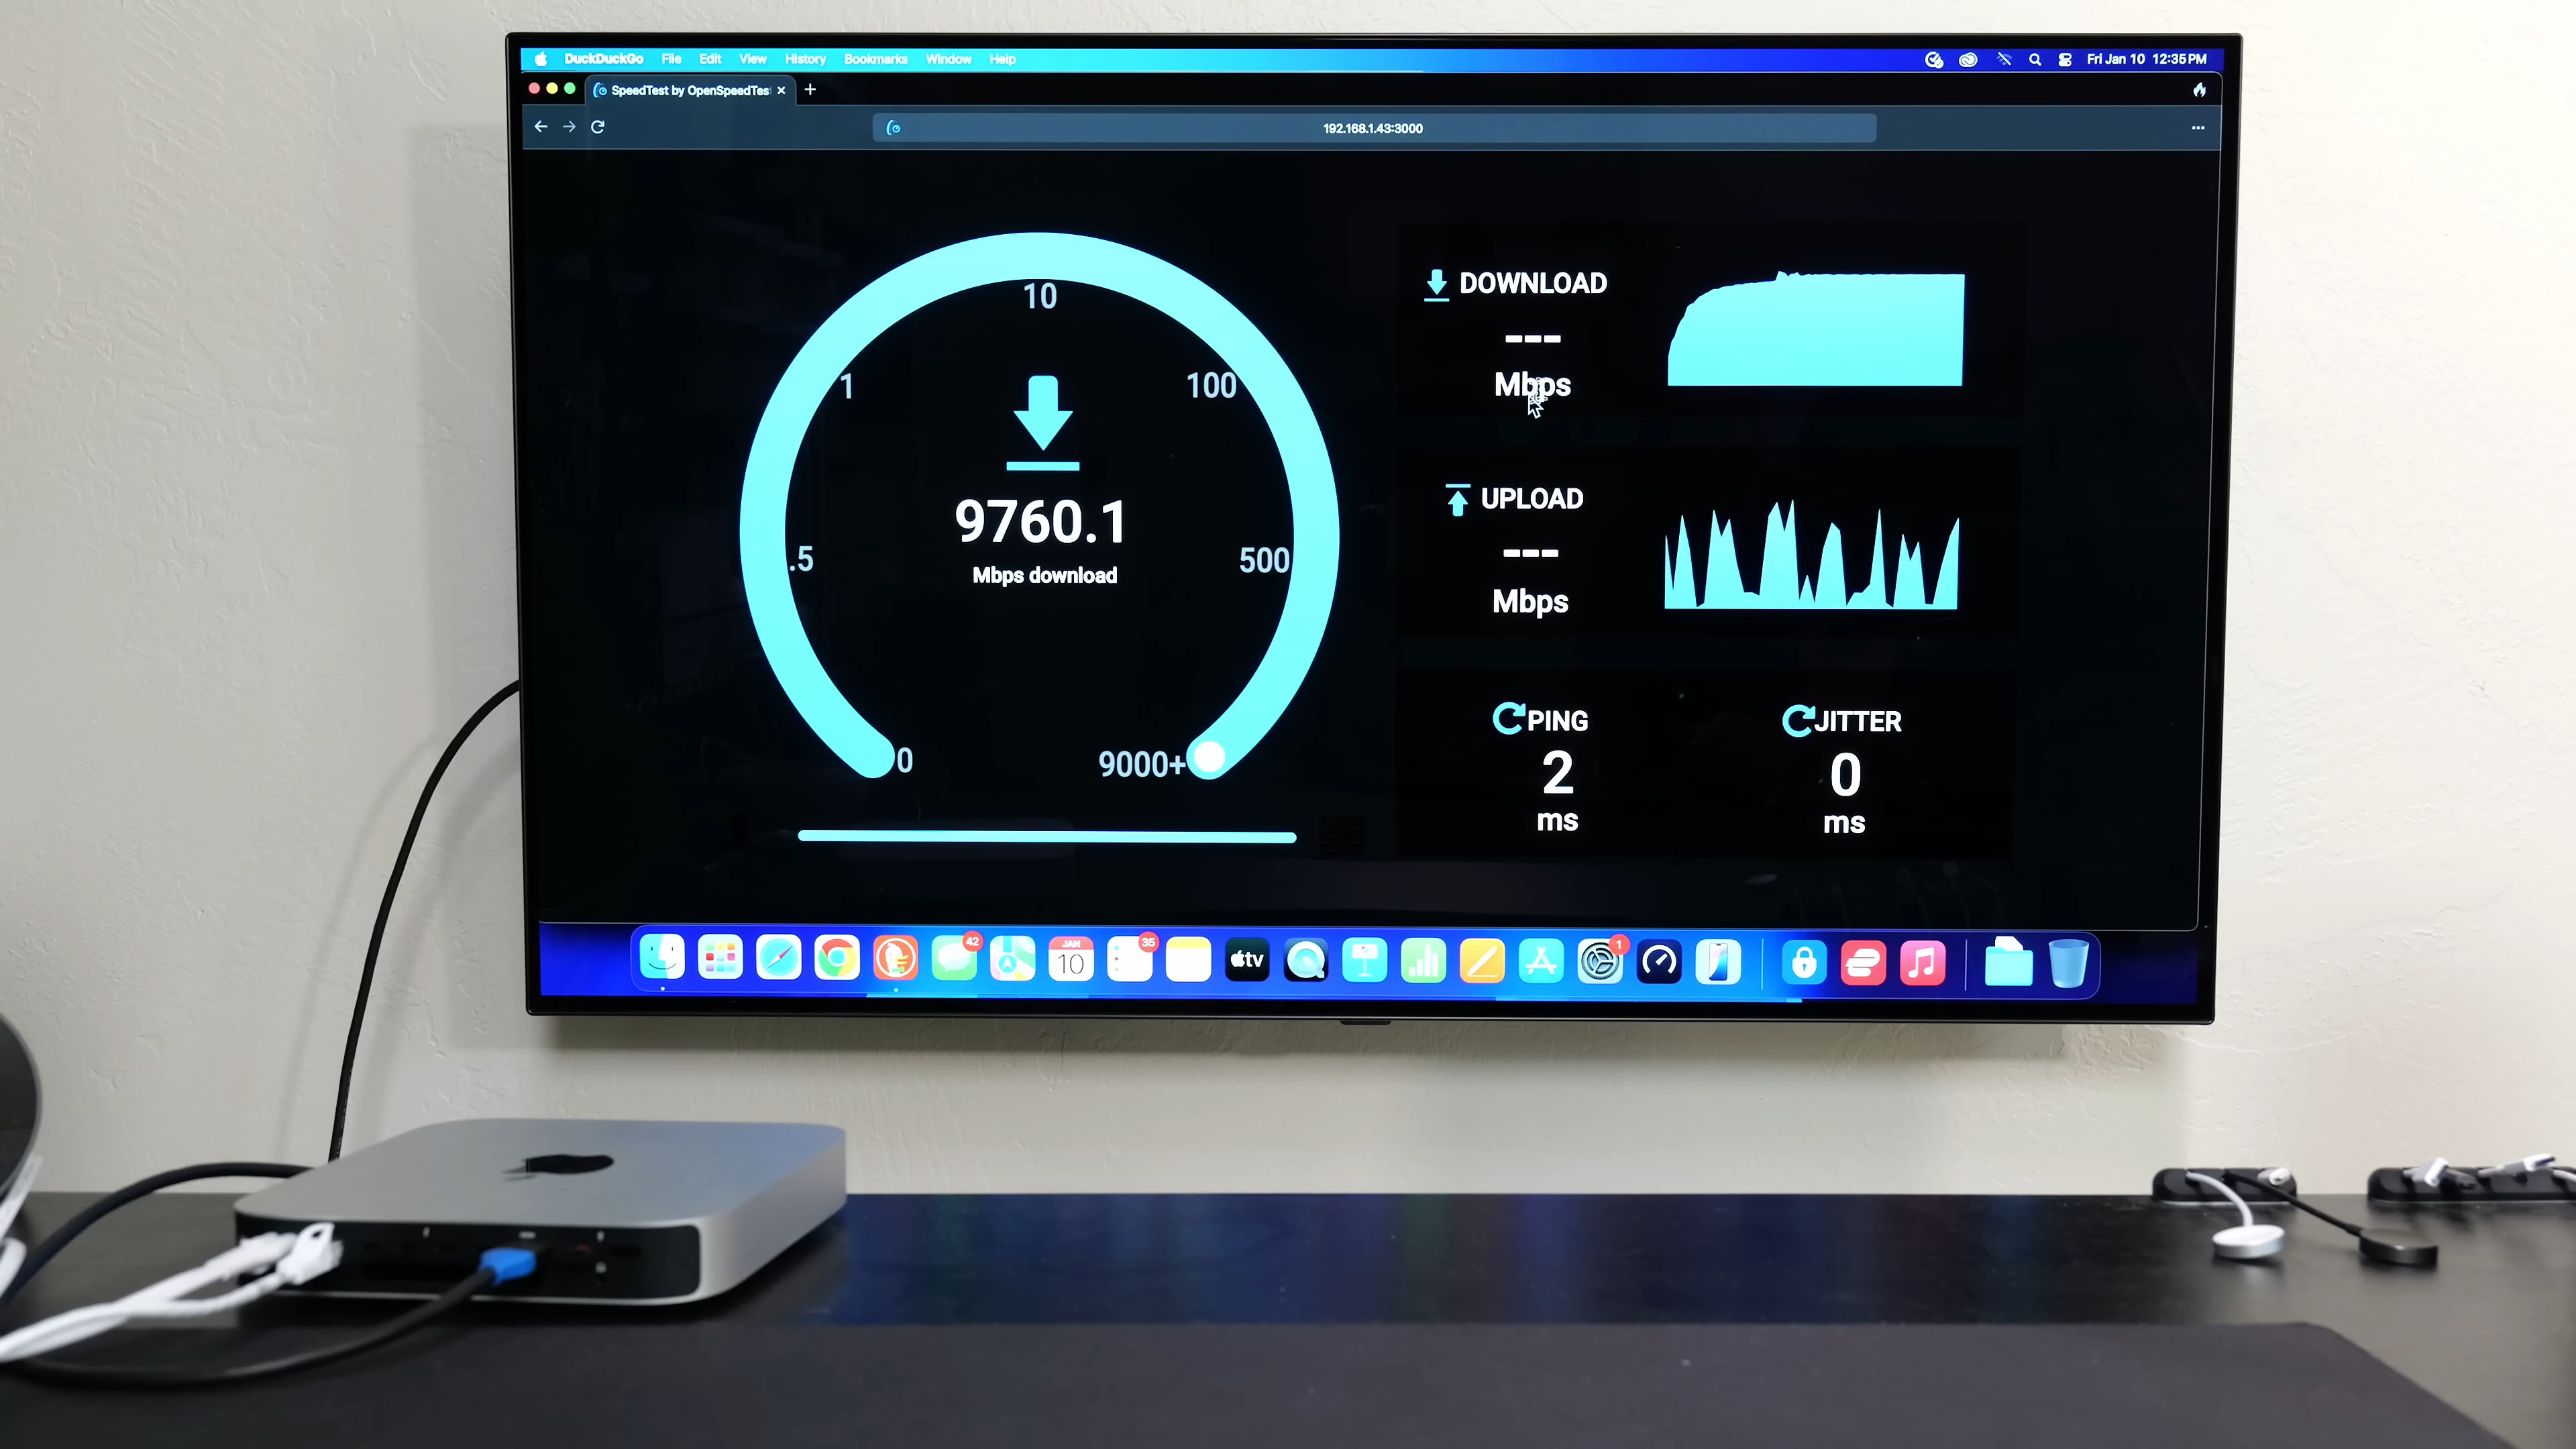 DuckDuckGo File Edit View History Bookmarks Window Help
Fri Jan 10 12:35 PM
SpeedTest by OpenSpeedTes
192.168.1.43:3000
10
1
100
.5
500
0
9000+
9760.1
Mbps download
DOWNLOAD
---
Mbps
UPLOAD
---
Mbps
PING
2
ms
JITTER
0
ms
42
JAN
10
35
tv
1